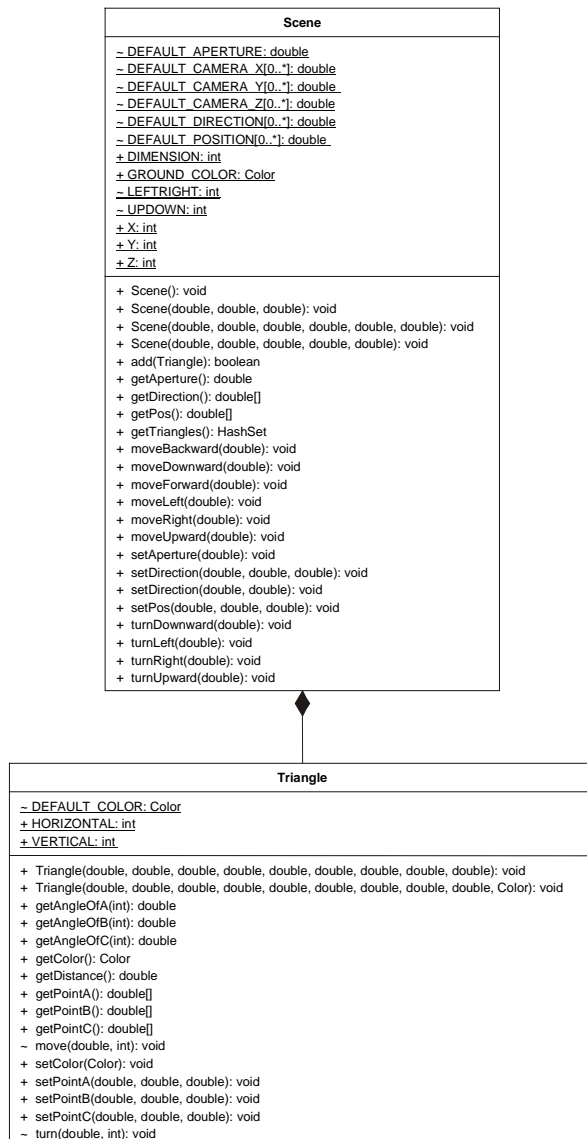 Scene
~ DEFAULT_APERTURE: double
~ DEFAULT_CAMERA_X[0..*]: double
~ DEFAULT_CAMERA_Y[0..*]: double
~ DEFAULT_CAMERA_Z[0..*]: double
~ DEFAULT_DIRECTION[0..*]: double
~ DEFAULT_POSITION[0..*]: double
+ DIMENSION: int
+ GROUND_COLOR: Color
~ LEFTRIGHT: int
~ UPDOWN: int
+ X: int
+ Y: int
+ Z: int
+ Scene(): void
+ Scene(double, double, double): void
+ Scene(double, double, double, double, double, double): void
+ Scene(double, double, double, double, double): void
+ add(Triangle): boolean
+ getAperture(): double
+ getDirection(): double[]
+ getPos(): double[]
+ getTriangles(): HashSet
+ moveBackward(double): void
+ moveDownward(double): void
+ moveForward(double): void
+ moveLeft(double): void
+ moveRight(double): void
+ moveUpward(double): void
+ setAperture(double): void
+ setDirection(double, double, double): void
+ setDirection(double, double): void
+ setPos(double, double, double): void
+ turnDownward(double): void
+ turnLeft(double): void
+ turnRight(double): void
+ turnUpward(double): void
Triangle
~ DEFAULT_COLOR: Color
+ HORIZONTAL: int
+ VERTICAL: int
+ Triangle(double, double, double, double, double, double, double, double, double): void
+ Triangle(double, double, double, double, double, double, double, double, double, Color): void
+ getAngleOfA(int): double
+ getAngleOfB(int): double
+ getAngleOfC(int): double
+ getColor(): Color
+ getDistance(): double
+ getPointA(): double[]
+ getPointB(): double[]
+ getPointC(): double[]
~ move(double, int): void
+ setColor(Color): void
+ setPointA(double, double, double): void
+ setPointB(double, double, double): void
+ setPointC(double, double, double): void
~ turn(double, int): void